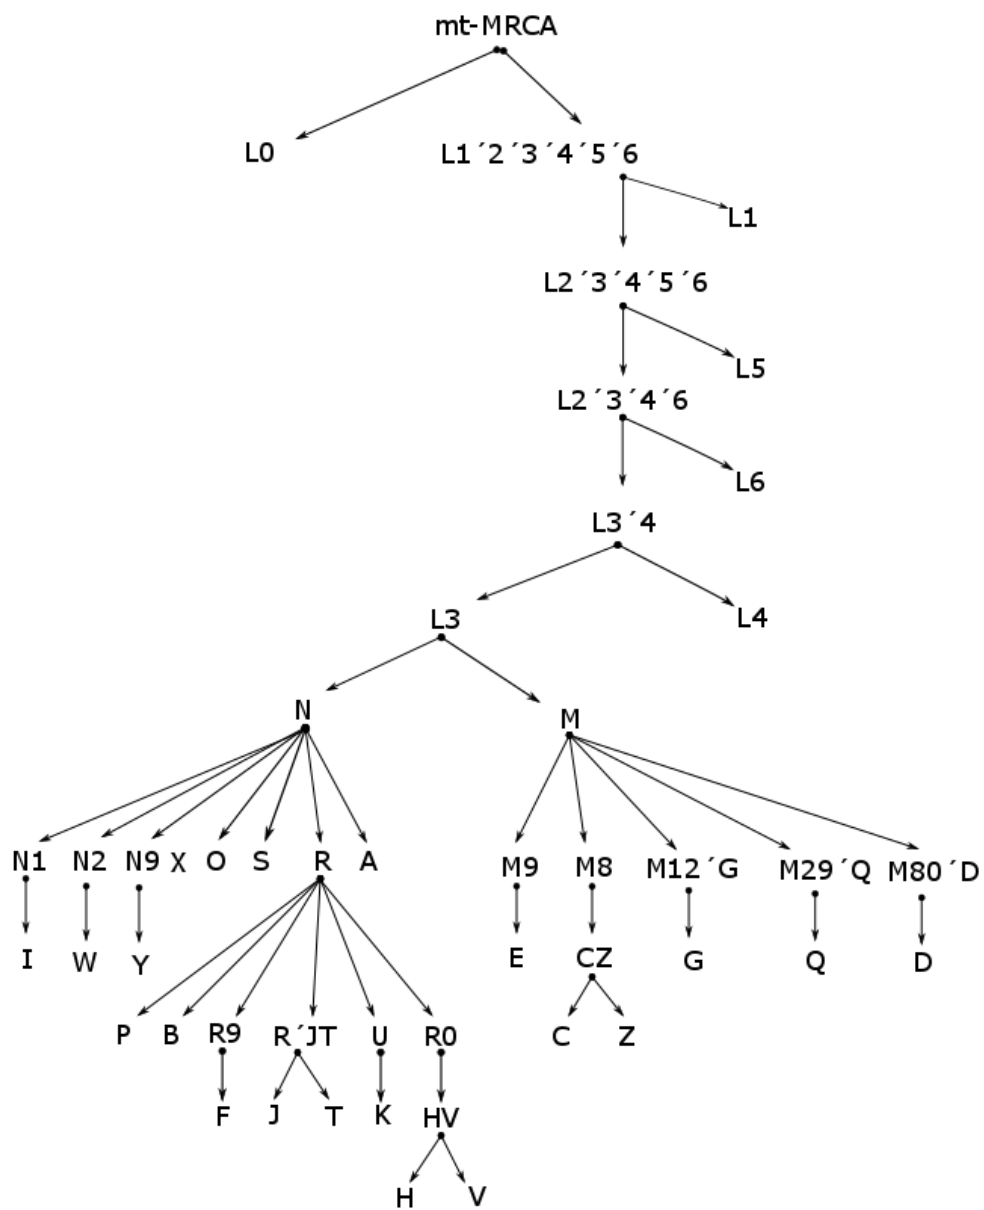 mt-MRCA
L0 L1´2´3´4´5´6
L1
L2´3´4´5´6
L5
L2´3´4´6
L6
L3´4
L3 L4
N M
N1 N2 N9 X O S R A M9 M8 M12´G M29´Q M80´D
I W Y E CZ G Q D
P B R9 R´JT U R0 C Z
F J T K HV
H V